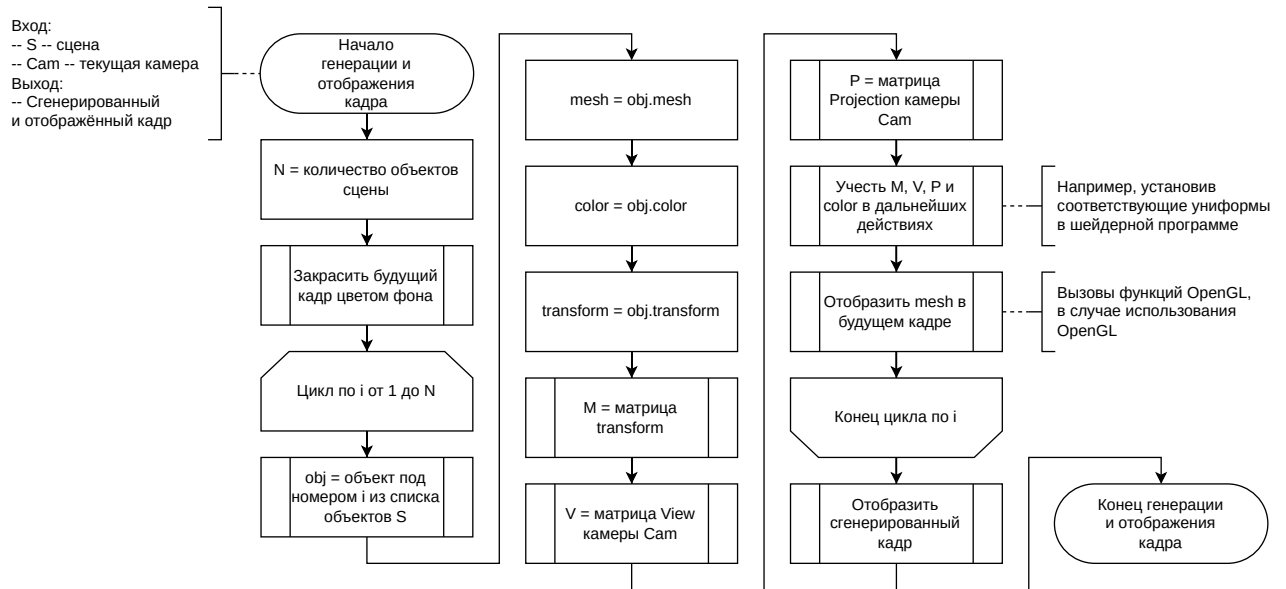 Вход:
-- S -- сцена
-- Cam -- текущая камера
Выход:
-- Сгенерированный
и отображённый кадр
Начало
генерации и
отображения
кадра
N = количество объектов
сцены
Закрасить будущий
кадр цветом фона
Цикл по i от 1 до N
obj = объект под
номером i из списка
объектов S
mesh = obj.mesh
color = obj.color
transform = obj.transform
M = матрица
transform
V = матрица View
камеры Cam
P = матрица
Projection камеры
Cam
Учесть M, V, P и
color в дальнейших
действиях
Например, установив
соответствующие униформы
в шейдерной программе
Отобразить mesh в
будущем кадре
Вызовы функций OpenGL,
в случае использования
OpenGL
Конец цикла по i
Отобразить
сгенерированный
кадр
Конец генерации
и отображения
кадра